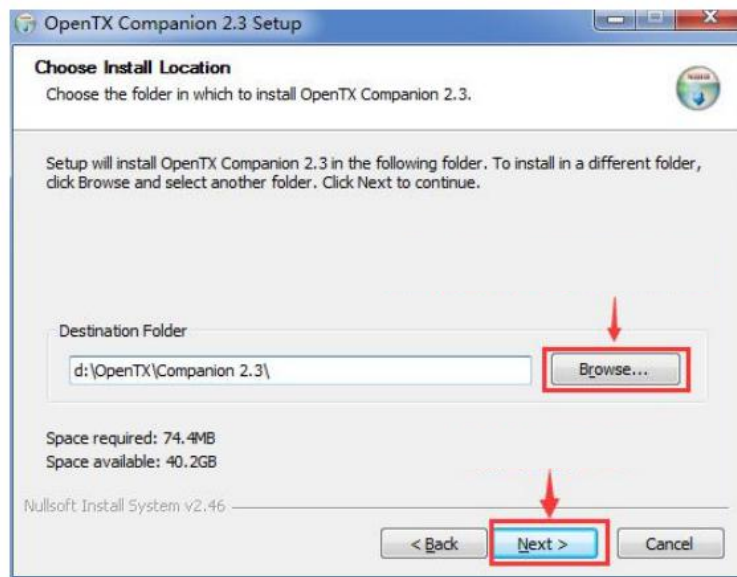 OpenTX Companion 2.3 Setup
Choose Install Location
Choose the folder in which to install OpenTX Companion 2.3.
Setup will install OpenTX Companion 2.3 in the following folder. To install in a different folder,
click Browse and select another folder. Click Next to continue.
Destination Folder
d:\OpenTX\Companion 2.3\
Browse...
Space required: 74.4MB
Space available: 40.2GB
Nullsoft Install System v2.46
< Back
Next >
Cancel